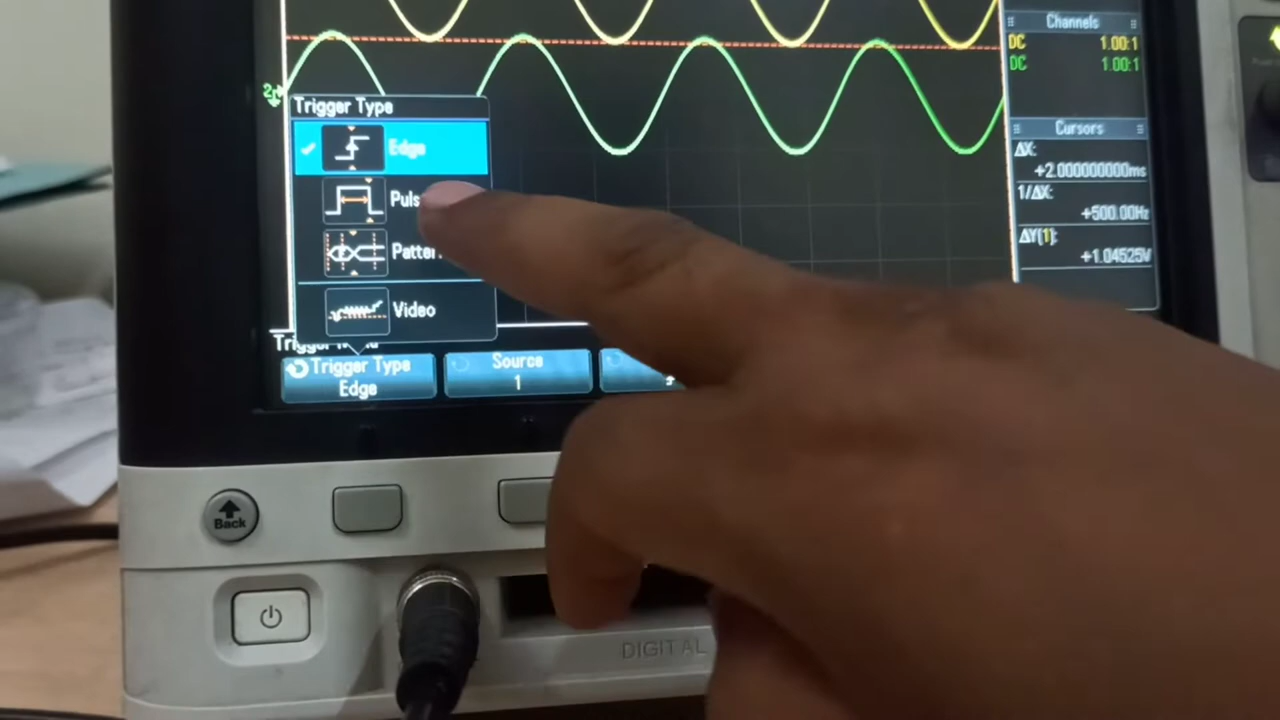 Channels
DC 1.00:1
DC 1.00:1
Cursors
ΔX:
+2.000000000ms
1/ΔX:
+500.00Hz
ΔY(1):
+1.04525V
2
Trigger Type
Edge
Video
Trigger Type
Edge
Source
1
Back
DIGITAL